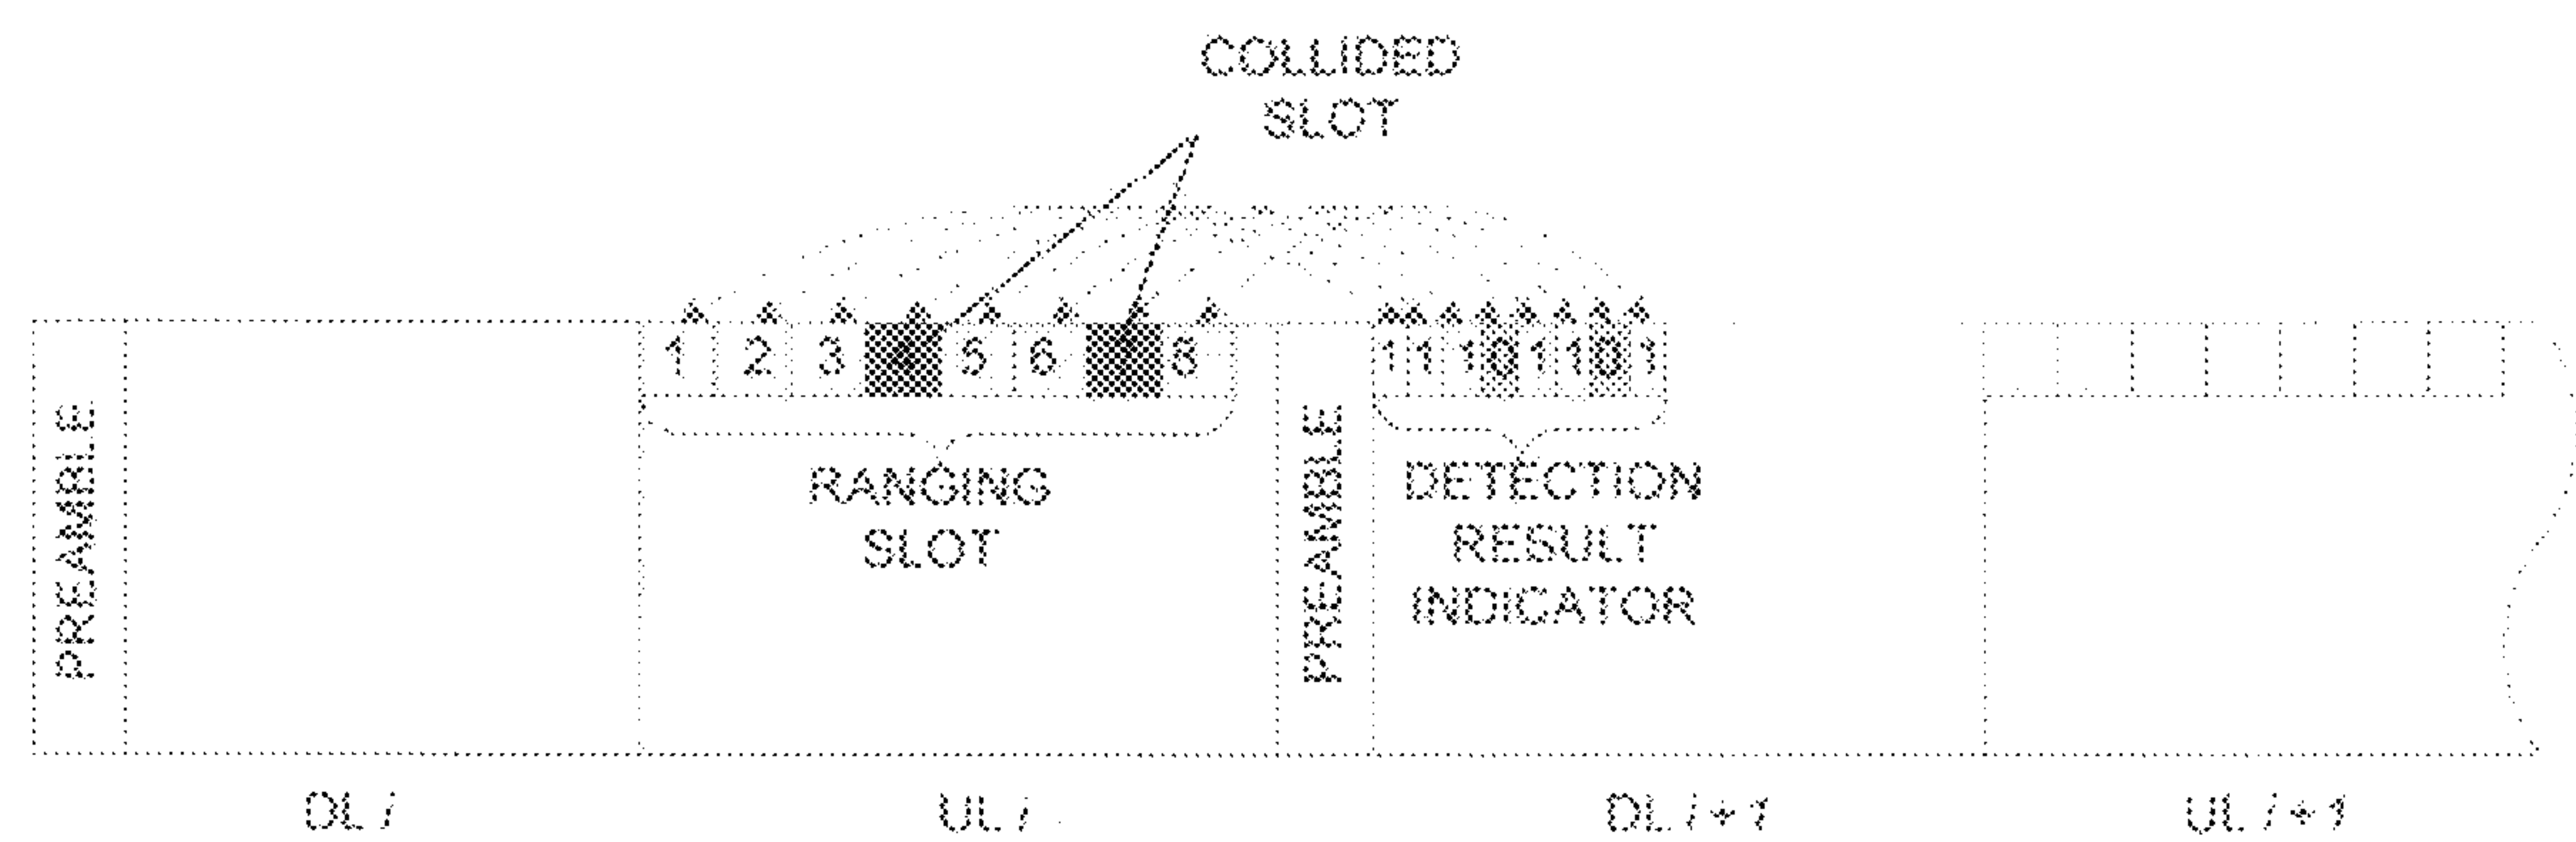 COLLIDED
SLOT
1 2 3 4 5 6 8
1 1 1 0 1 1 0 1
PREAMBLE
RANGING
SLOT
PREAMBLE
DETECTION
RESULT
INDICATOR
DL i
UL i
DL i + 1
UL i + 1